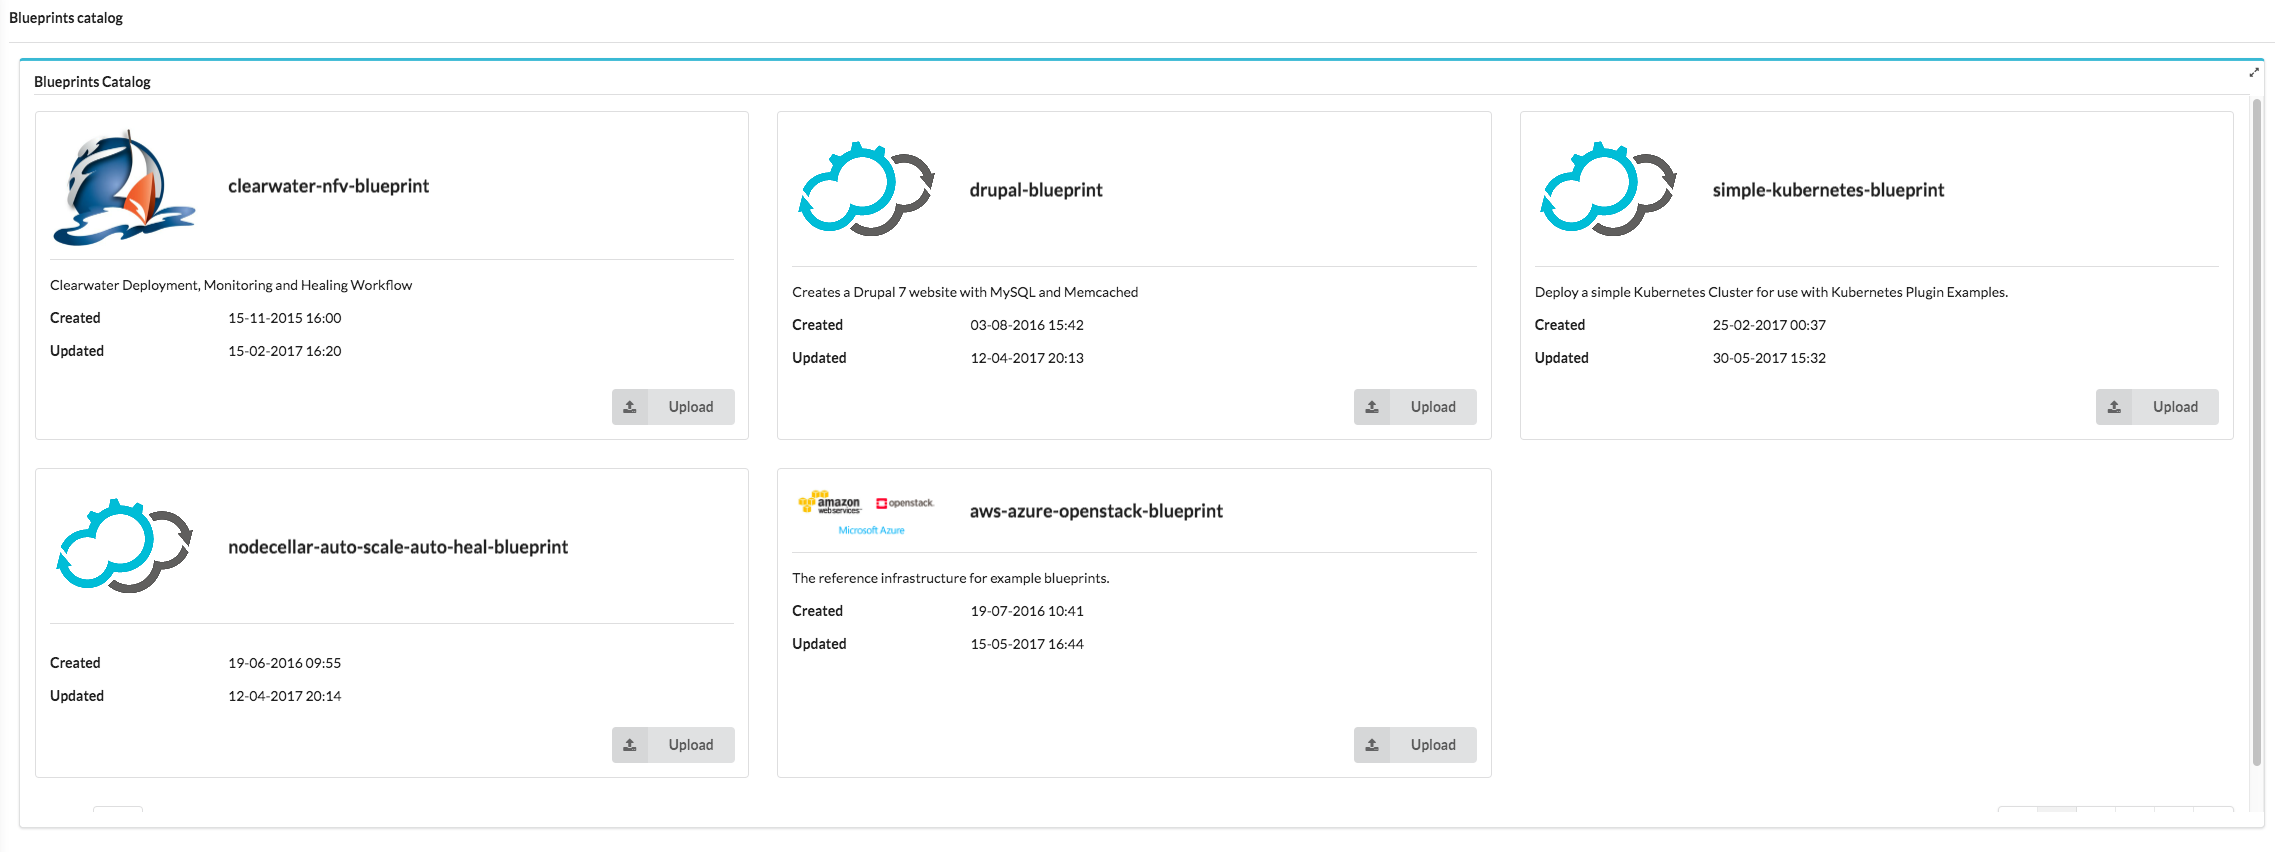 Blueprints catalog
Blueprints Catalog
clearwater-nfv-blueprint
Clearwater Deployment, Monitoring and Healing Workflow
Created 15-11-2015 16:00
Updated 15-02-2017 16:20
Upload
drupal-blueprint
Creates a Drupal 7 website with MySQL and Memcached
Created 03-08-2016 15:42
Updated 12-04-2017 20:13
Upload
simple-kubernetes-blueprint
Deploy a simple Kubernetes Cluster for use with Kubernetes Plugin Examples.
Created 25-02-2017 00:37
Updated 30-05-2017 15:32
Upload
nodecellar-auto-scale-auto-heal-blueprint
Created 19-06-2016 09:55
Updated 12-04-2017 20:14
Upload
amazon
webservices
openstack.
Microsoft Azure
aws-azure-openstack-blueprint
The reference infrastructure for example blueprints.
Created 19-07-2016 10:41
Updated 15-05-2017 16:44
Upload